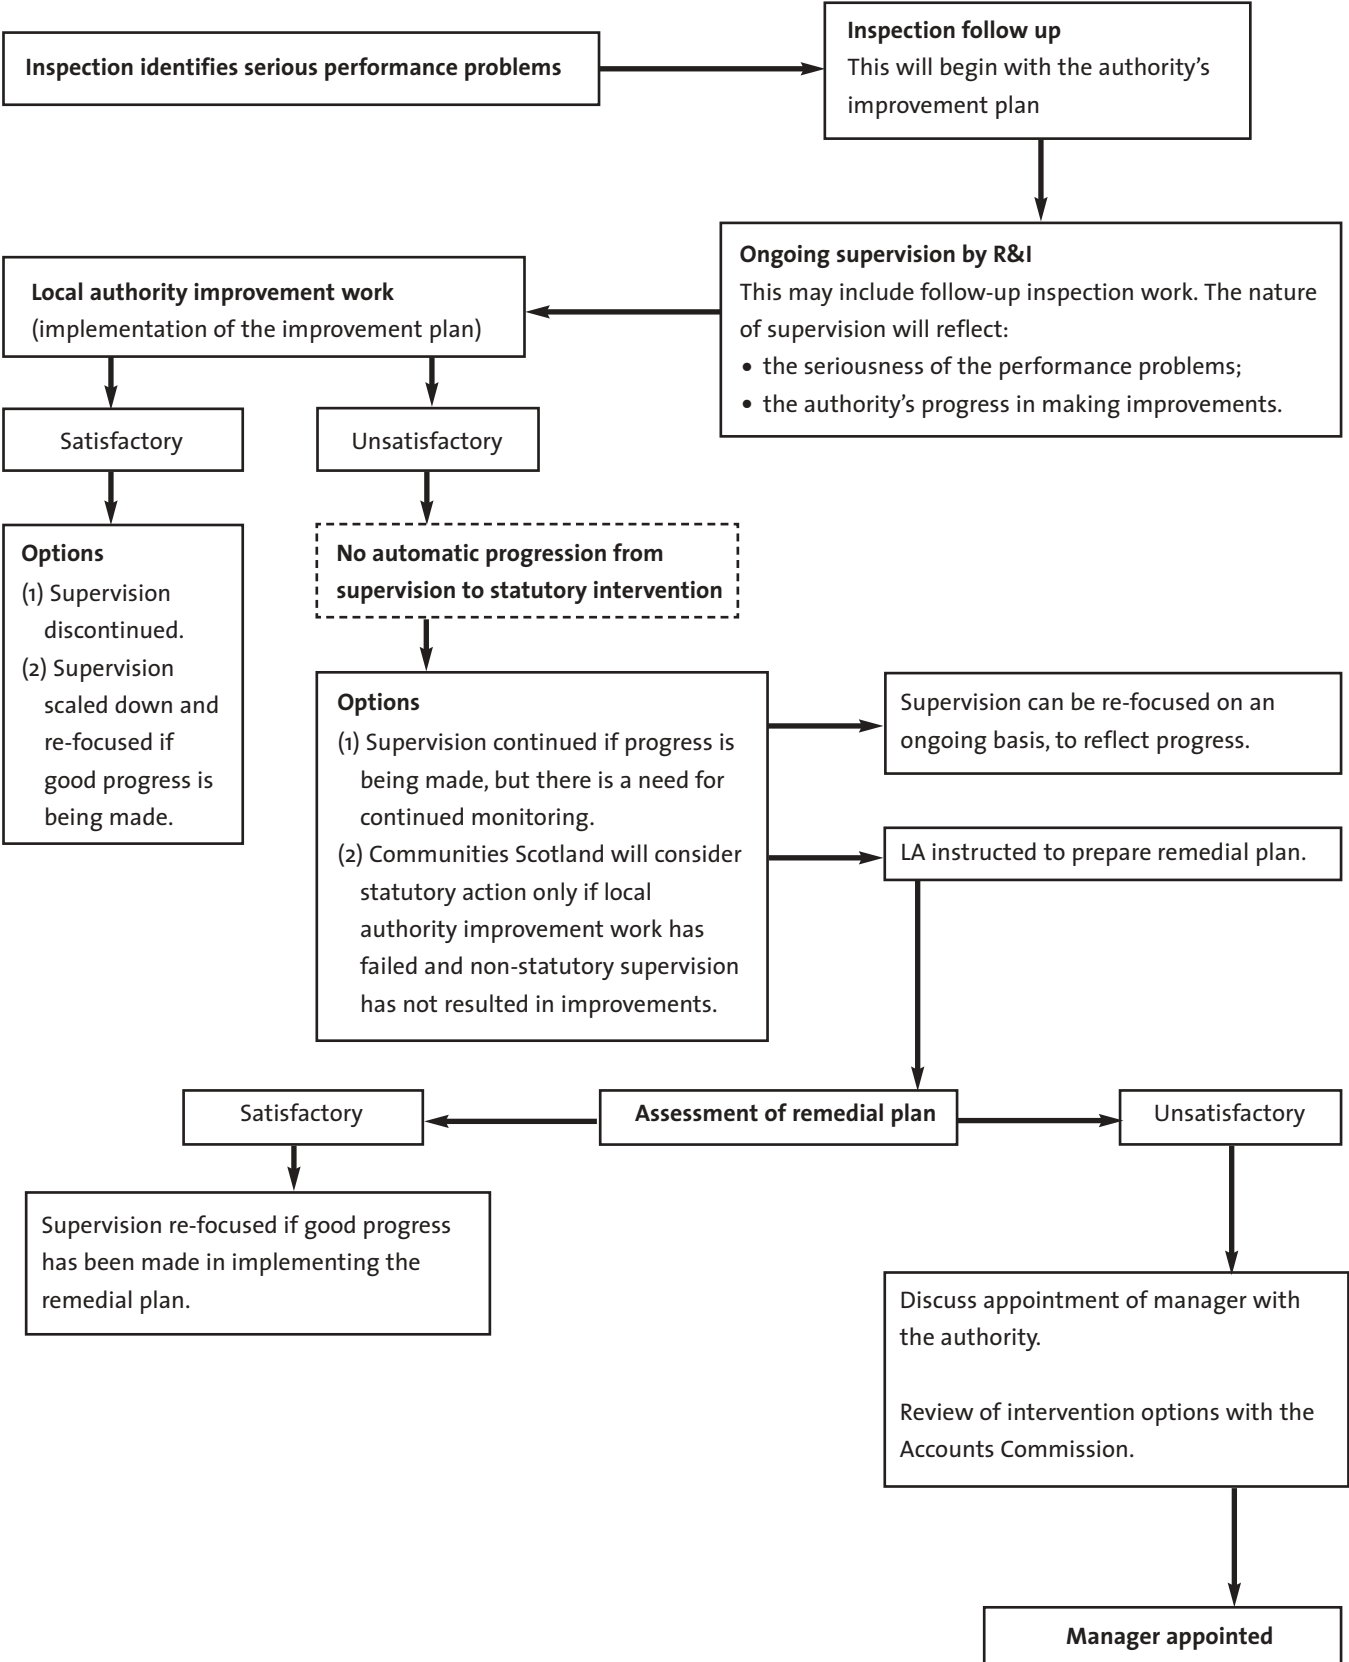 Inspection identifies serious performance problems
Inspection follow up
This will begin with the authority’s
improvement plan
Ongoing supervision by R&I
This may include follow-up inspection work. The nature
of supervision will reflect:
• the seriousness of the performance problems;
• the authority’s progress in making improvements.
Local authority improvement work
(implementation of the improvement plan)
Satisfactory
Unsatisfactory
Options
(1) Supervision
discontinued.
(2) Supervision
scaled down and
re-focused if
good progress is
being made.
No automatic progression from
supervision to statutory intervention
Options
(1) Supervision continued if progress is
being made, but there is a need for
continued monitoring.
(2) Communities Scotland will consider
statutory action only if local
authority improvement work has
failed and non-statutory supervision
has not resulted in improvements.
Supervision can be re-focused on an
ongoing basis, to reflect progress.
LA instructed to prepare remedial plan.
Assessment of remedial plan
Satisfactory
Unsatisfactory
Supervision re-focused if good progress
has been made in implementing the
remedial plan.
Discuss appointment of manager with
the authority.
Review of intervention options with the
Accounts Commission.
Manager appointed